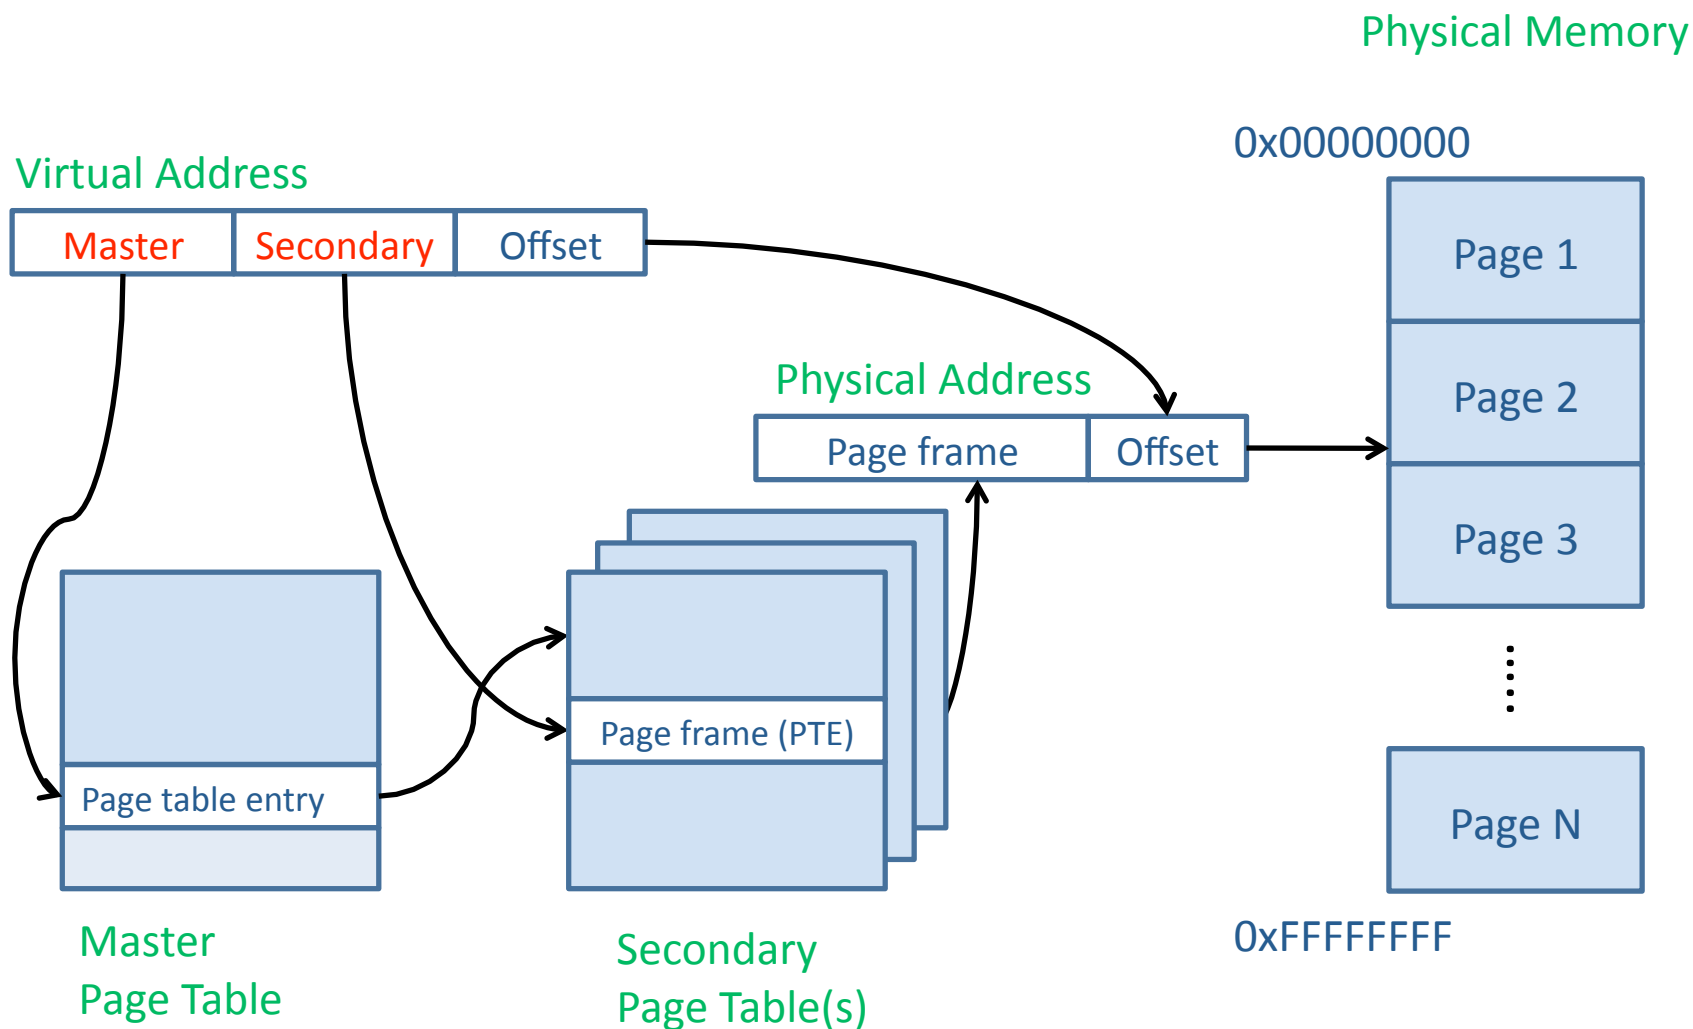 Physical Memory
0x00000000
Virtual Address
Master Secondary Offset
Page 1
Physical Address
Page 2
Page frame Offset
Page 3
Page frame (PTE)
Page table entry
Page N
Master
Page Table
Secondary
Page Table(s)
0xFFFFFFFF